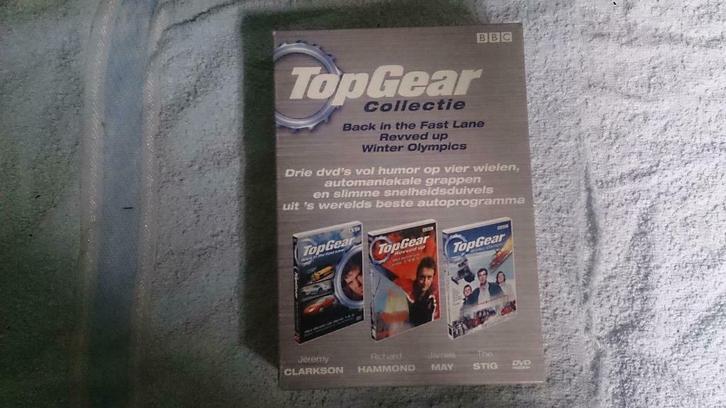 BBC
TopGear
Collectie
Back in the Fast Lane
Revved up
Winter Olympics
Drie dvd's vol humor op vier wielen,
automaniakale grappen
en slimme snelheidsduivels
uit 's werelds beste autoprogramma
TopGear
TopGear
Revved up
TopGear
Jeremy Richard James The
CLARKSON HAMMOND MAY STIG
DVD